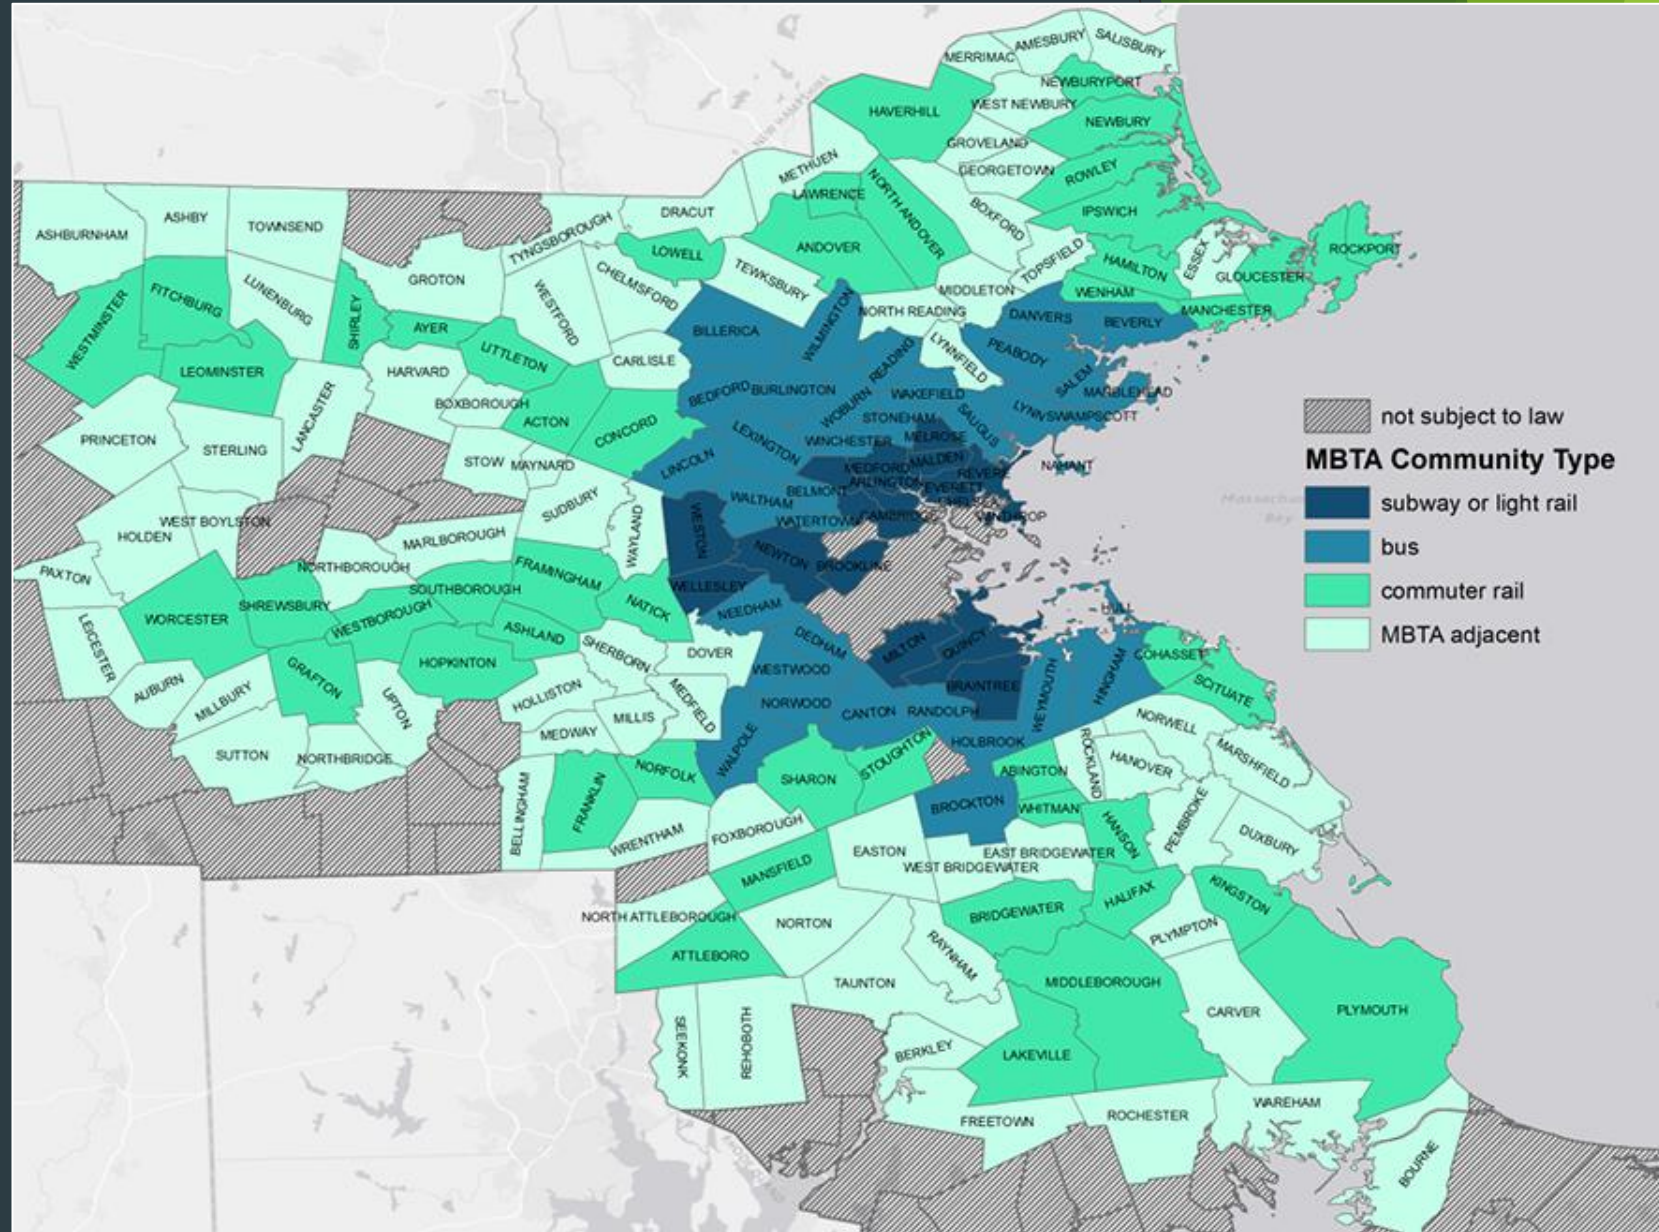 SALISBURY
AMESBURY
MERRIMAC
NEWBURYPORT
HAVERHILL
WEST NEWBURY
NEWBURY
GROVELAND
METHUEN
GEORGETOWN
ROWLEY
LAWRENCE
NORTH ANDOVER
BOXFORD
IPSWICH
ASHBURNHAM
ASHBY
TOWNSEND
TYNGSBOROUGH
DRACUT
ANDOVER
TOPSFIELD
HAMILTON
ESSEX
GLOUCESTER
ROCKPORT
LOWELL
TEWKSBURY
GROTON
CHELMSFORD
MIDDLETON
WENHAM
MANCHESTER
FITCHBURG
LUNENBURG
SHIRLEY
WESTFORD
WESTMINSTER
AYER
BILLERICA
WILMINGTON
NORTH READING
DANVERS
BEVERLY
LITTLETON
CARLISLE
READING
LYNNFIELD
PEABODY
LEOMINSTER
HARVARD
SALEM
MARBLEHEAD
BEDFORD
BURLINGTON
WOBURN
WAKEFIELD
LANCASTER
BOXBOROUGH
ACTON
CONCORD
STONEHAM
SAUGUS
LYNN
SWAMPSCOTT
PRINCETON
STERLING
LEXINGTON
WINCHESTER
MELROSE
STOW
MAYNARD
LINCOLN
MEDFORD
MALDEN
REVERE
NAHANT
ARLINGTON
EVERETT
WALTHAM
BELMONT
CHELSEA
SUDBURY
WAYLAND
WESTON
WATERTOWN
CAMBRIDGE
WINTHROP
HOLDEN
WEST BOYLSTON
MARLBOROUGH
NORTHBOROUGH
NEWTON
BROOKLINE
PAXTON
FRAMINGHAM
SOUTHBOROUGH
WELLESLEY
NATICK
NEEDHAM
WORCESTER
SHREWSBURY
WESTBOROUGH
ASHLAND
HULL
LEICESTER
SHERBORN
DOVER
DEDHAM
MILTON
QUINCY
COHASSET
HOPKINTON
GRAFTON
WESTWOOD
AUBURN
MILLBURY
UPTON
HOLLISTON
MEDFIELD
BRAINTREE
WEYMOUTH
HINGHAM
SCITUATE
MILLIS
NORWOOD
CANTON
RANDOLPH
MEDWAY
NORWELL
SUTTON
NORTHBRIDGE
WALPOLE
HOLBROOK
ROCKLAND
HANOVER
MARSHFIELD
BELLINGHAM
FRANKLIN
NORFOLK
SHARON
STOUGHTON
ABINGTON
BROCKTON
WHITMAN
HANSON
PEMBROKE
WRENTHAM
FOXBOROUGH
DUXBURY
EASTON
EAST BRIDGEWATER
WEST BRIDGEWATER
MANSFIELD
HALIFAX
KINGSTON
BRIDGEWATER
NORTH ATTLEBOROUGH
NORTON
PLYMPTON
ATTLEBORO
RAYNHAM
TAUNTON
MIDDLEBOROUGH
CARVER
PLYMOUTH
SEEKONK
REHOBOTH
BERKLEY
LAKEVILLE
FREETOWN
ROCHESTER
WAREHAM
BOURNE
not subject to law
MBTA Community Type
subway or light rail
bus
commuter rail
MBTA adjacent